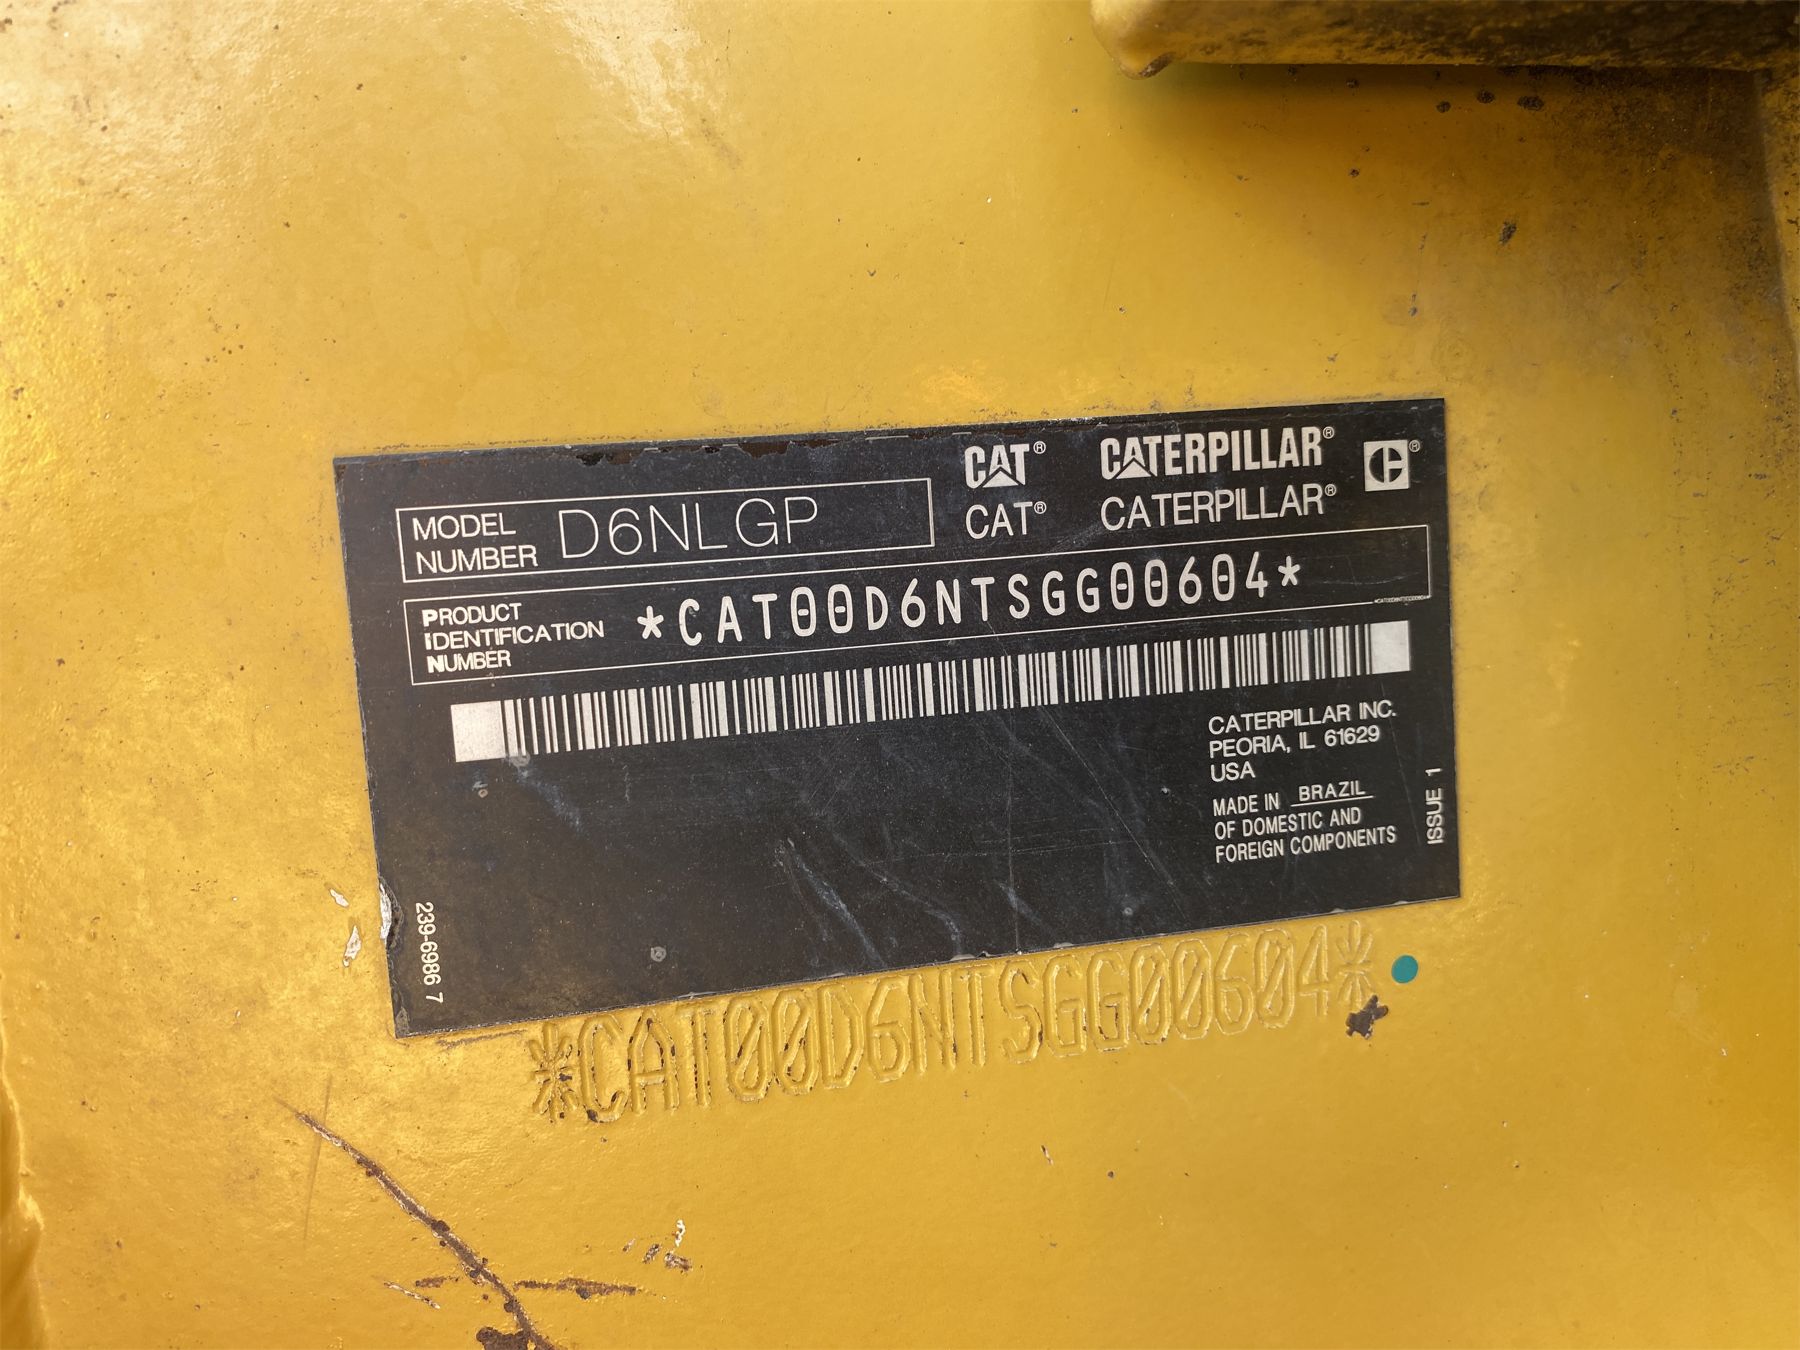 CAT® CATERPILLAR® ®
CAT® CATERPILLAR®
MODEL NUMBER D6NLGP
PRODUCT IDENTIFICATION NUMBER *CAT00D6NTSGG00604*
CATERPILLAR INC.
PEORIA, IL 61629
USA
MADE IN BRAZIL
OF DOMESTIC AND
FOREIGN COMPONENTS
ISSUE 1
239-6986 7
*CAT00D6NTSGG00604*